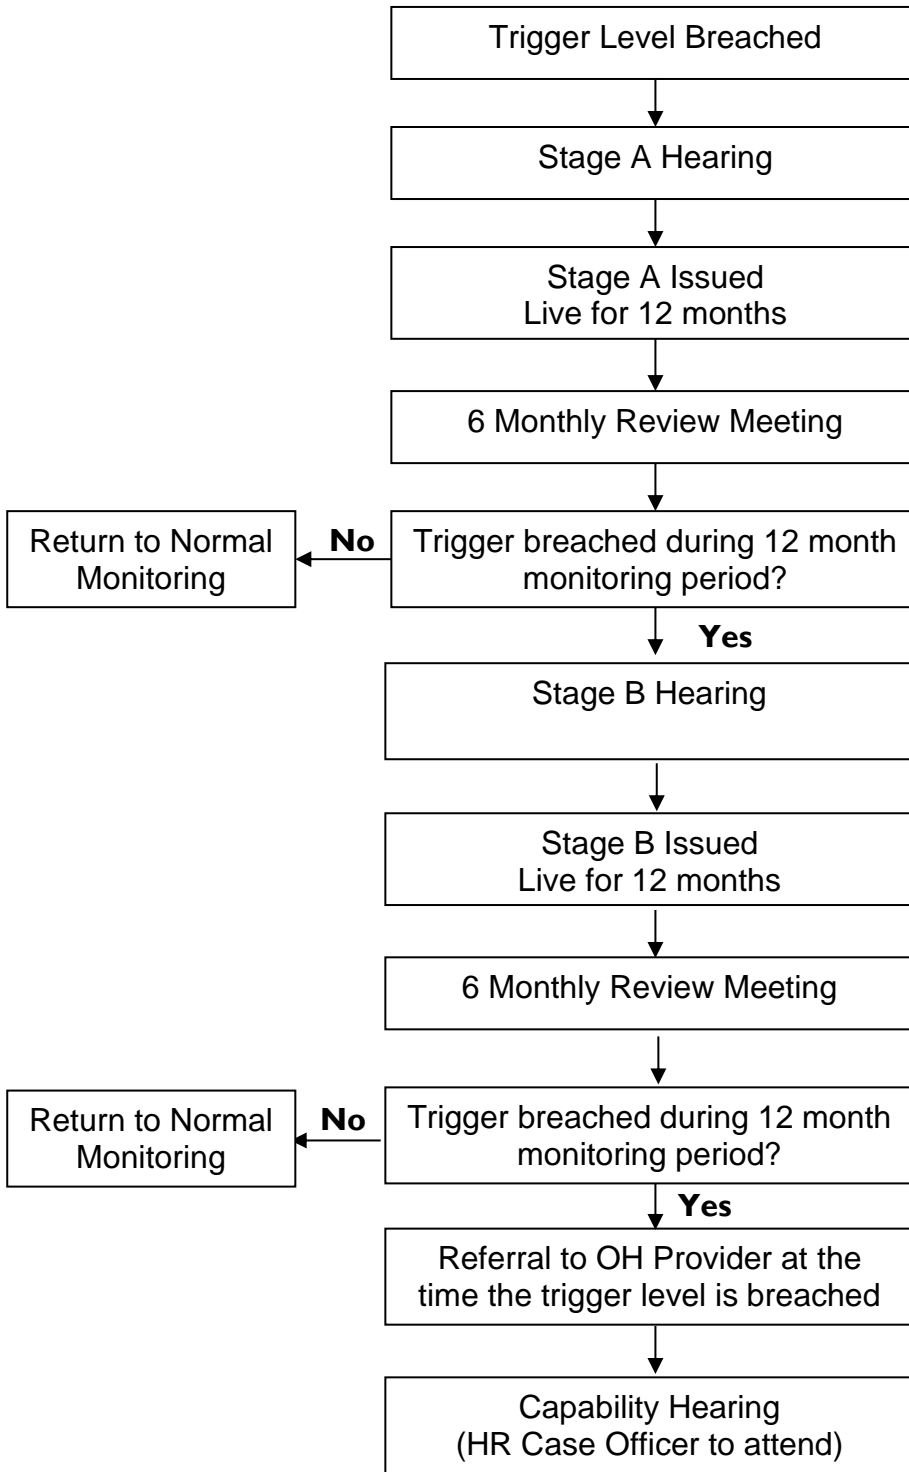 Trigger Level Breached
Stage A Hearing
Stage A Issued
Live for 12 months
6 Monthly Review Meeting
Trigger breached during 12 month
monitoring period?
No
Return to Normal
Monitoring
Yes
Stage B Hearing
Stage B Issued
Live for 12 months
6 Monthly Review Meeting
Trigger breached during 12 month
monitoring period?
No
Return to Normal
Monitoring
Yes
Referral to OH Provider at the
time the trigger level is breached
Capability Hearing
(HR Case Officer to attend)